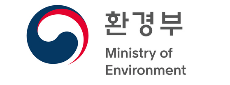 환경부
Ministry of
Environment